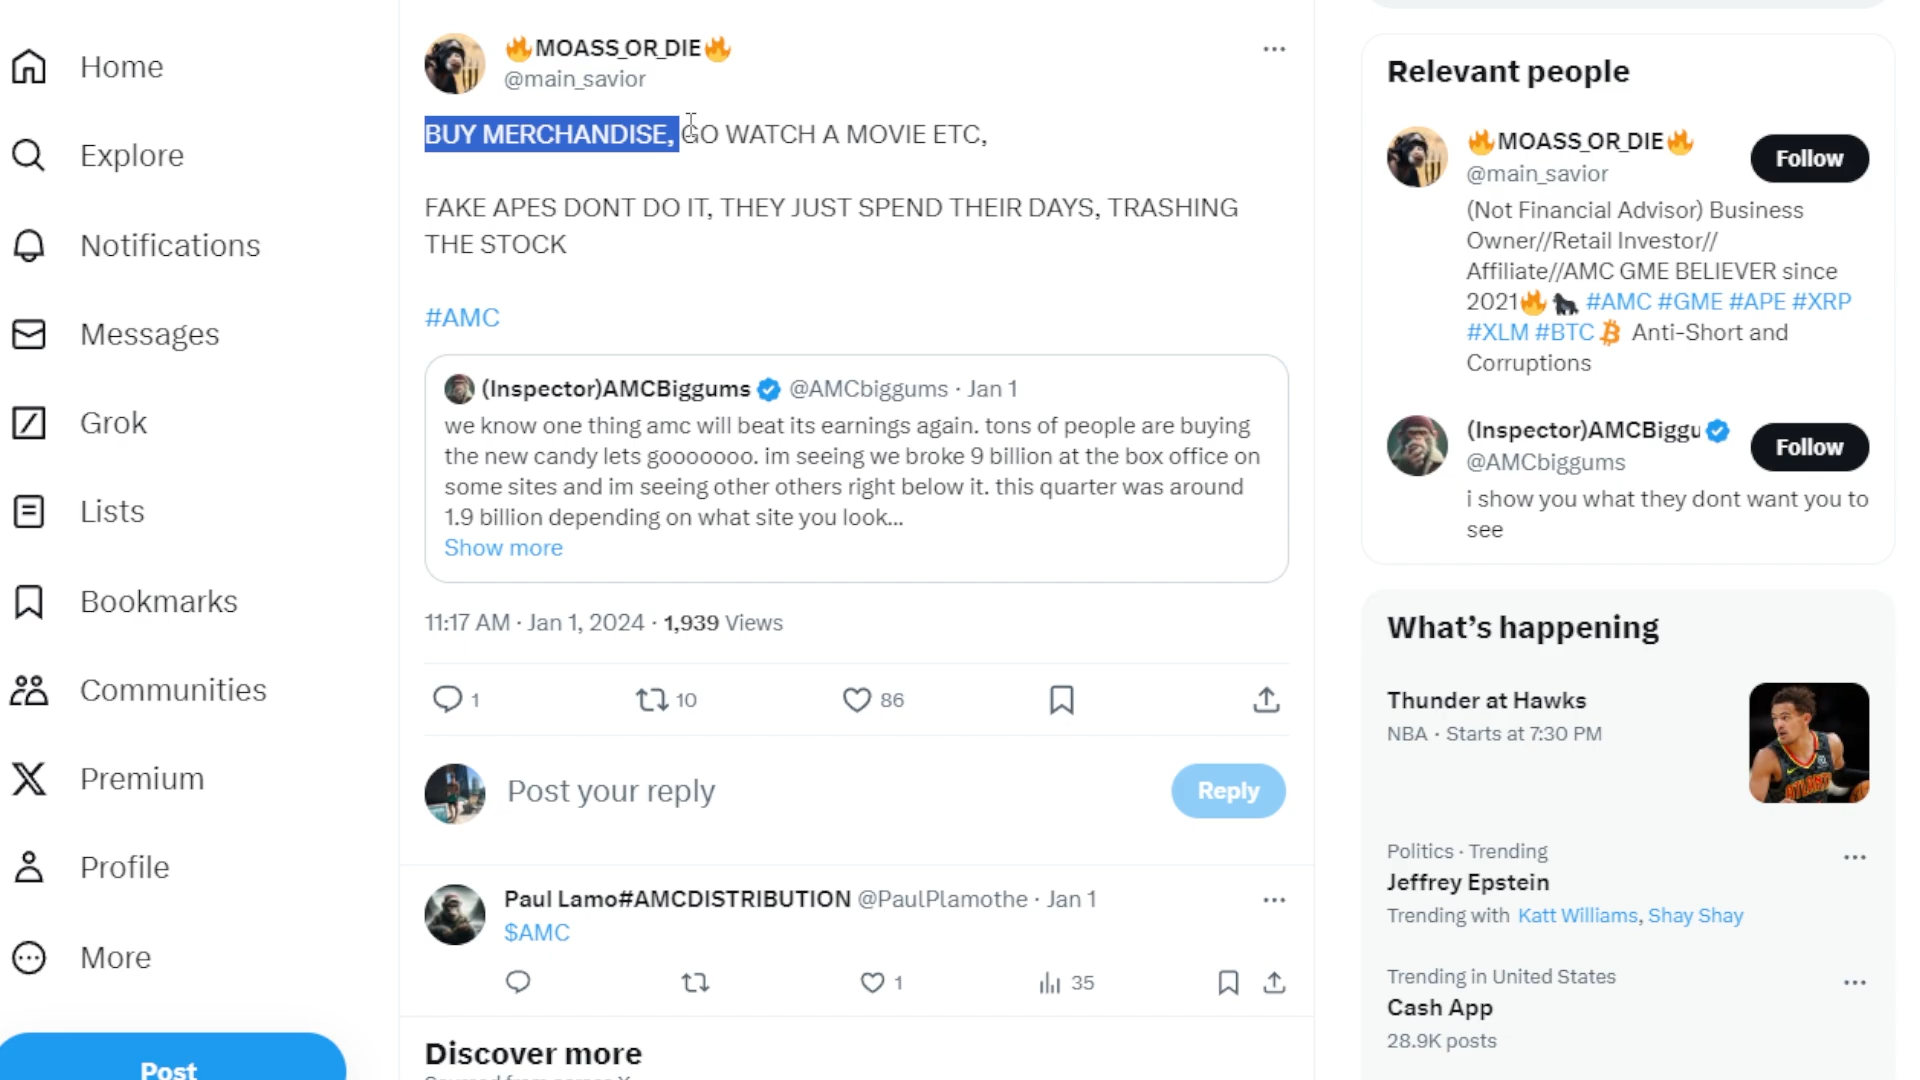 Home
Explore
Notifications
Messages
Grok
Lists
Bookmarks
Communities
Premium
Profile
More
Post
🔥MOASS_OR_DIE🔥
@main_savior
BUY MERCHANDISE, GO WATCH A MOVIE ETC,
FAKE APES DONT DO IT, THEY JUST SPEND THEIR DAYS, TRASHING
THE STOCK
#AMC
(Inspector)AMCBiggums @AMCbiggums · Jan 1
we know one thing amc will beat its earnings again. tons of people are buying
the new candy lets gooooooo. im seeing we broke 9 billion at the box office on
some sites and im seeing other others right below it. this quarter was around
1.9 billion depending on what site you look...
Show more
11:17 AM · Jan 1, 2024 · 1,939 Views
1 10 86
Post your reply
Reply
Paul Lamo#AMCDISTRIBUTION @PaulPlamothe · Jan 1
$AMC
1 35
Discover more
Sourced from across X
Relevant people
🔥MOASS_OR_DIE🔥
@main_savior
Follow
(Not Financial Advisor) Business
Owner//Retail Investor//
Affiliate//AMC GME BELIEVER since
2021🔥🦍 #AMC #GME #APE #XRP
#XLM #BTC Anti-Short and
Corruptions
(Inspector)AMCBiggu
@AMCbiggums
Follow
i show you what they dont want you to
see
What's happening
Thunder at Hawks
NBA · Starts at 7:30 PM
ATLANTA
Politics · Trending
Jeffrey Epstein
Trending with Katt Williams, Shay Shay
Trending in United States
Cash App
28.9K posts